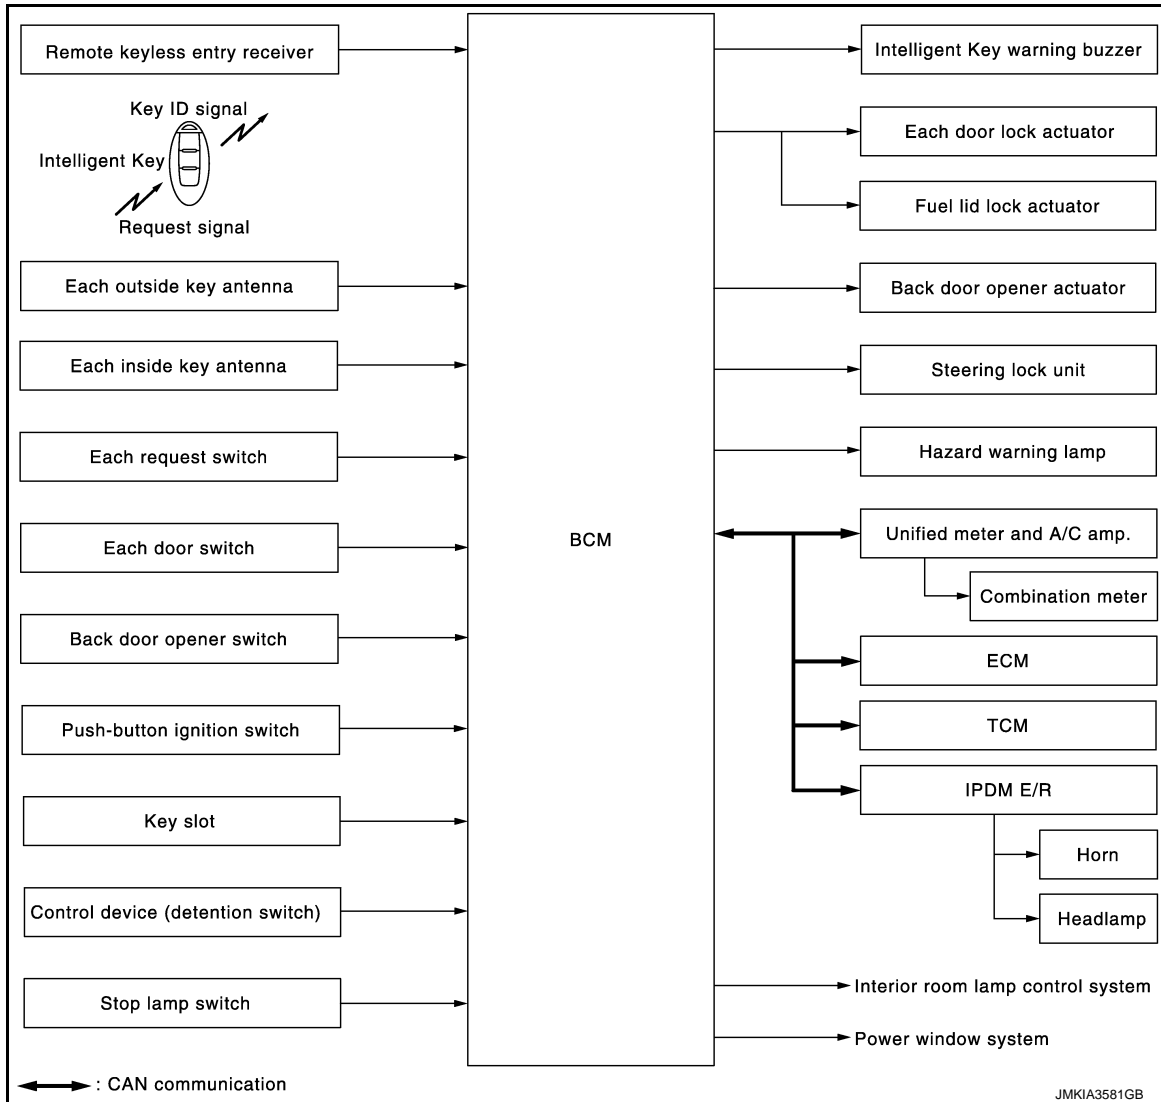 Remote keyless entry receiver
Key ID signal
Intelligent Key
Request signal
Each outside key antenna
Each inside key antenna
Each request switch
Each door switch
Back door opener switch
Push-button ignition switch
Key slot
Control device (detention switch)
Stop lamp switch
: CAN communication
BCM
Intelligent Key warning buzzer
Each door lock actuator
Fuel lid lock actuator
Back door opener actuator
Steering lock unit
Hazard warning lamp
Unified meter and A/C amp.
Combination meter
ECM
TCM
IPDM E/R
Horn
Headlamp
Interior room lamp control system
Power window system
JMKIA3581GB